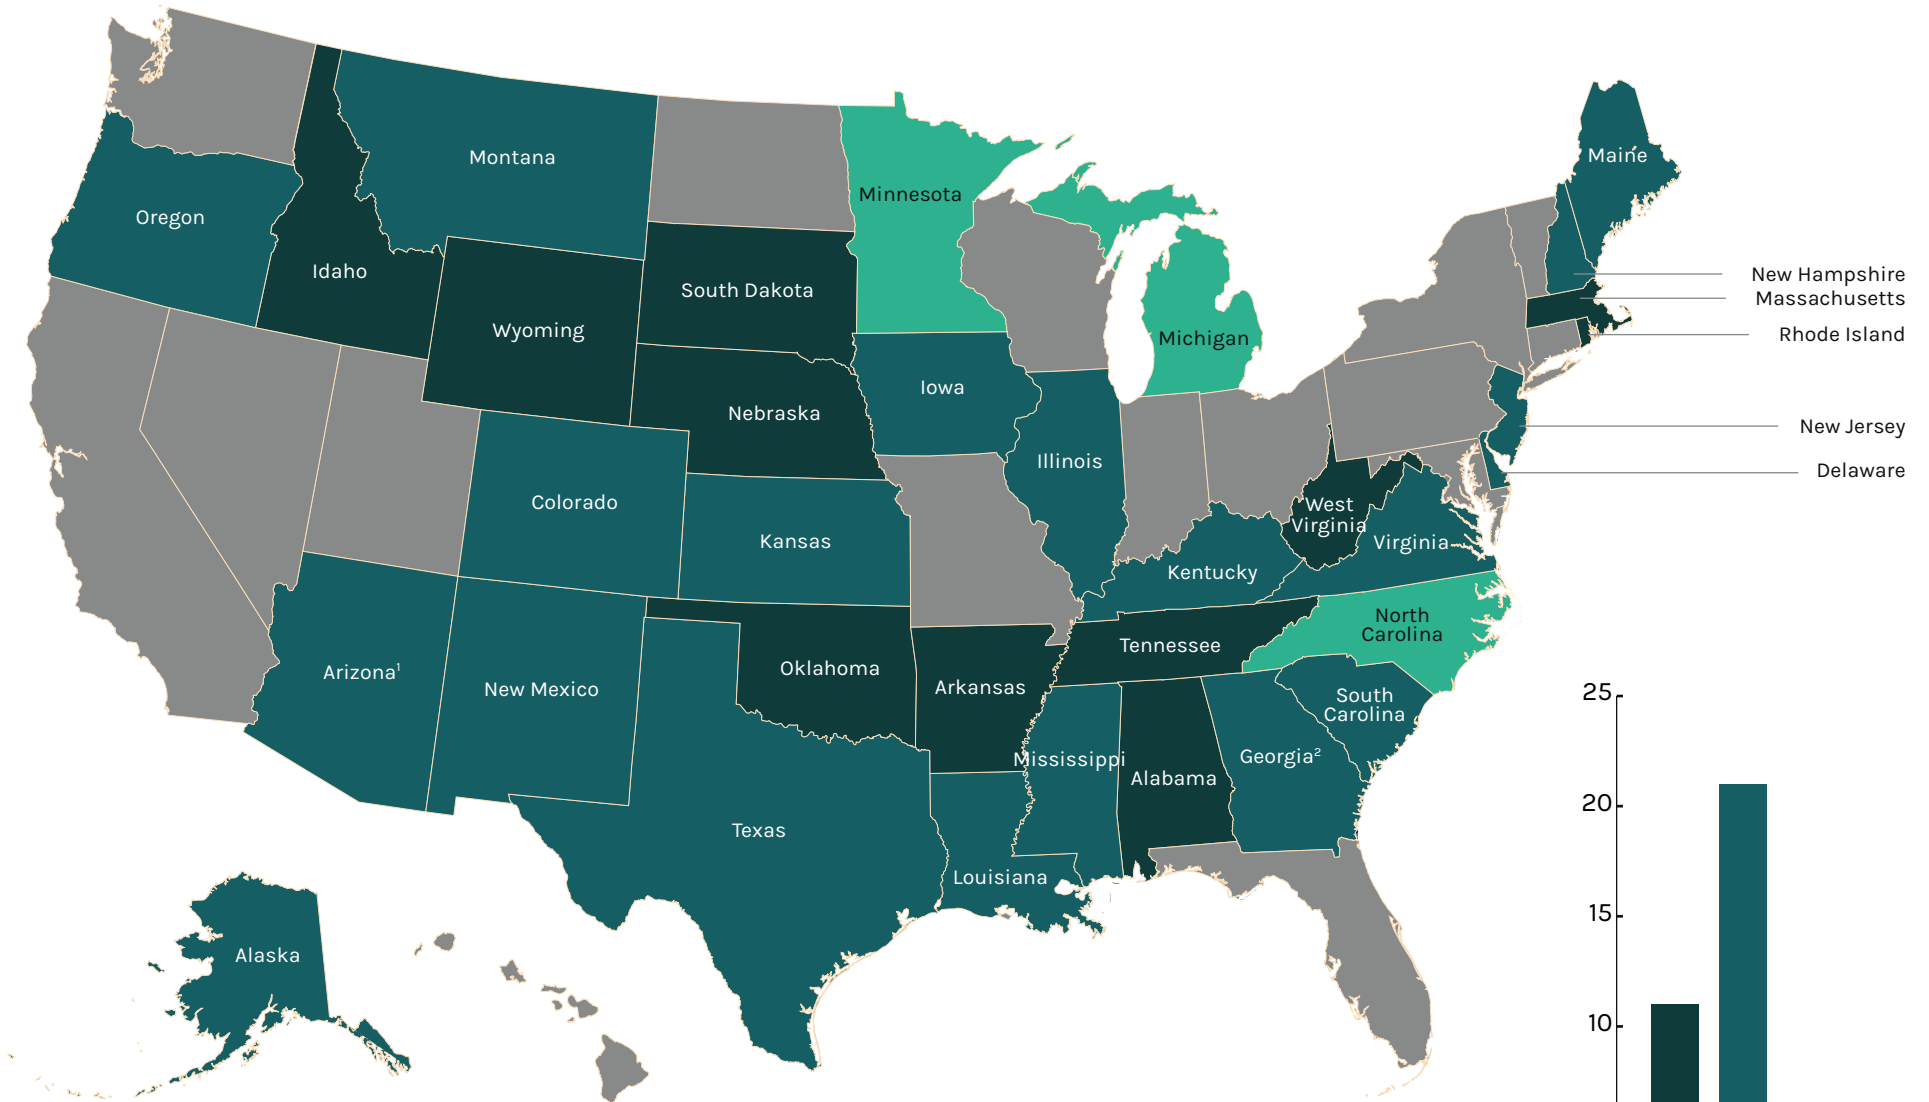 Maine
Montana
Minnesota
Oregon
Idaho
New Hampshire
South Dakota
Massachusetts
Wyoming
Rhode Island
Michigan
Iowa
Nebraska
New Jersey
Illinois
Delaware
Colorado
West
Virginia
Kansas
Virginia
Kentucky
North
Carolina
Tennessee
Arizona¹
Oklahoma
New Mexico
Arkansas
South
Carolina
Mississippi
Georgia²
Alabama
Texas
Louisiana
Alaska
25
20
15
10